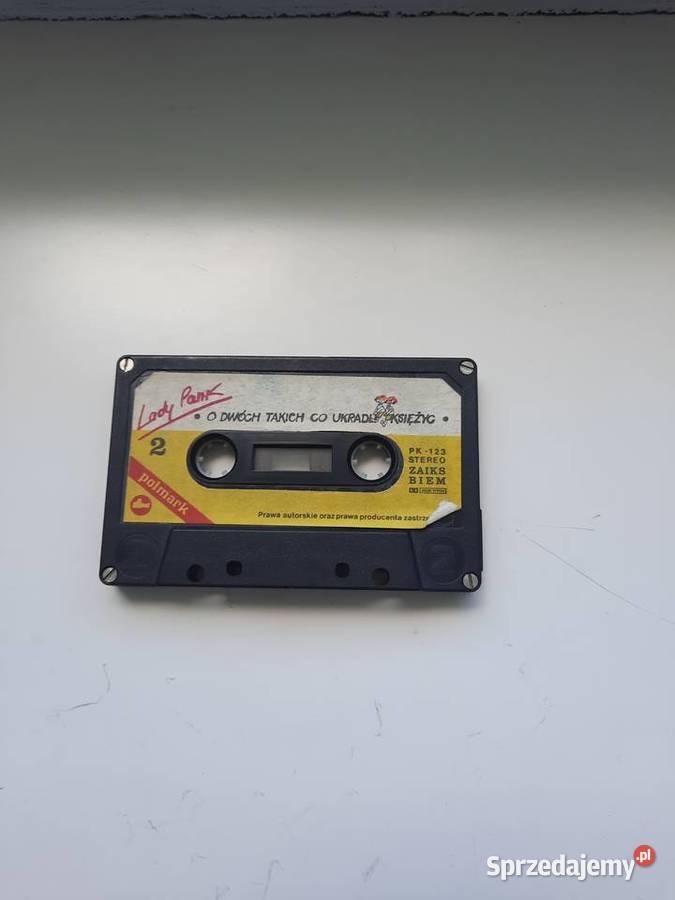 Lady Pank
• O DWÓCH TAKICH CO UKRADLI KSIĘŻYC •
2
PK-123
STEREO
ZAIKS
BIEM
polmark
Prawa autorskie oraz prawa producenta zastrz
Sprzedajemy.pl